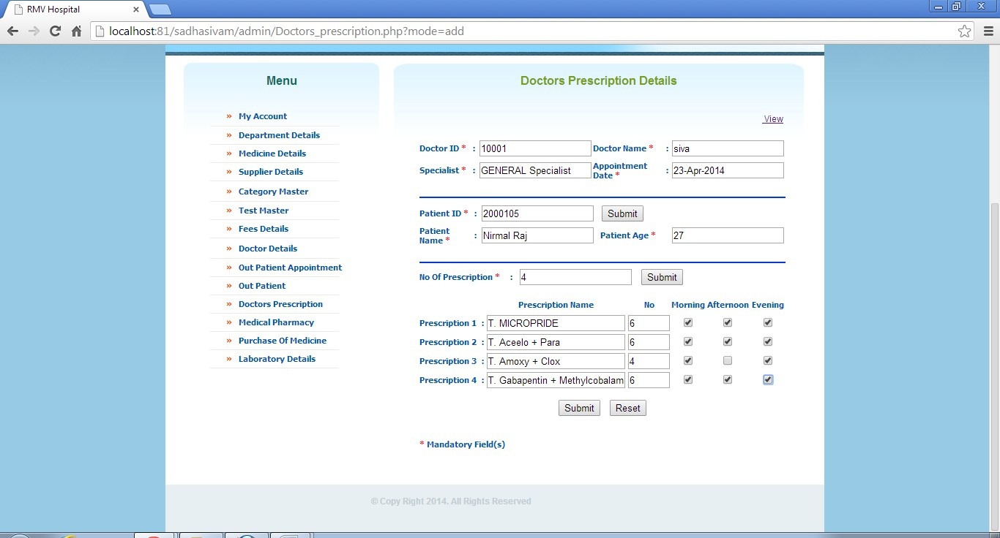 RMV Hospital
localhost:81/sadhasivam/admin/Doctors_prescription.php?mode=add
Menu
» My Account
» Department Details
» Medicine Details
» Supplier Details
» Category Master
» Test Master
» Fees Details
» Doctor Details
» Out Patient Appointment
» Out Patient
» Doctors Prescription
» Medical Pharmacy
» Purchase Of Medicine
» Laboratory Details
Doctors Prescription Details
View
Doctor ID * : 10001 Doctor Name * : siva
Specialist * : GENERAL Specialist Appointment Date * : 23-Apr-2014
Patient ID * : 2000105 Submit
Patient Name * : Nirmal Raj Patient Age * 27
No Of Prescription * : 4 Submit
Prescription Name No Morning Afternoon Evening
Prescription 1 : T. MICROPRIDE 6
Prescription 2 : T. Aceelo + Para 6
Prescription 3 : T. Amoxy + Clox 4
Prescription 4 : T. Gabapentin + Methylcobalam 6
Submit Reset
* Mandatory Field(s)
© Copy Right 2014. All Rights Reserved